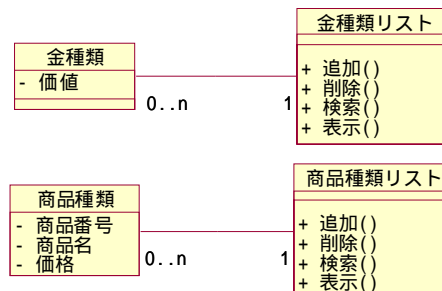 金種類
- 価値
0..n
1
金種類リスト
+ 追加()
+ 削除()
+ 検索()
+ 表示()
商品種類
- 商品番号
- 商品名
- 価格
0..n
1
商品種類リスト
+ 追加()
+ 削除()
+ 検索()
+ 表示()